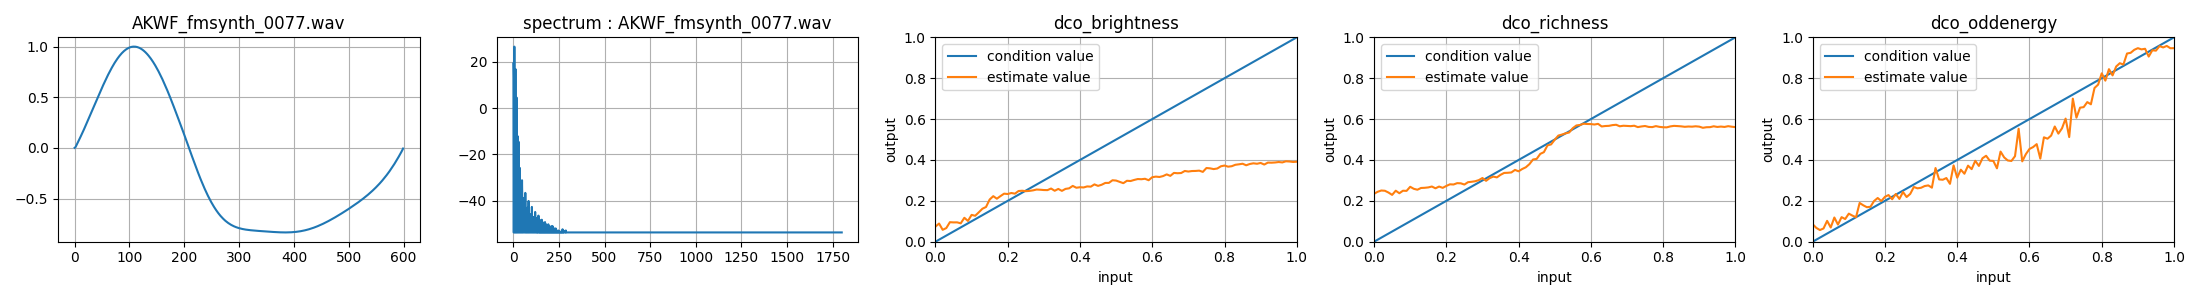 AKWF_fmsynth_0077.wav
1.0
0.5
0.0
−0.5
0 100 200 300 400 500 600
spectrum : AKWF_fmsynth_0077.wav
20
0
−20
−40
0 250 500 750 1000 1250 1500 1750
dco_brightness
condition value
estimate value
1.0
0.8
0.6
0.4
0.2
0.0
output
0.0 0.2 0.4 0.6 0.8 1.0
input
dco_richness
condition value
estimate value
1.0
0.8
0.6
0.4
0.2
0.0
output
0.0 0.2 0.4 0.6 0.8 1.0
input
dco_oddenergy
condition value
estimate value
1.0
0.8
0.6
0.4
0.2
0.0
output
0.0 0.2 0.4 0.6 0.8 1.0
input